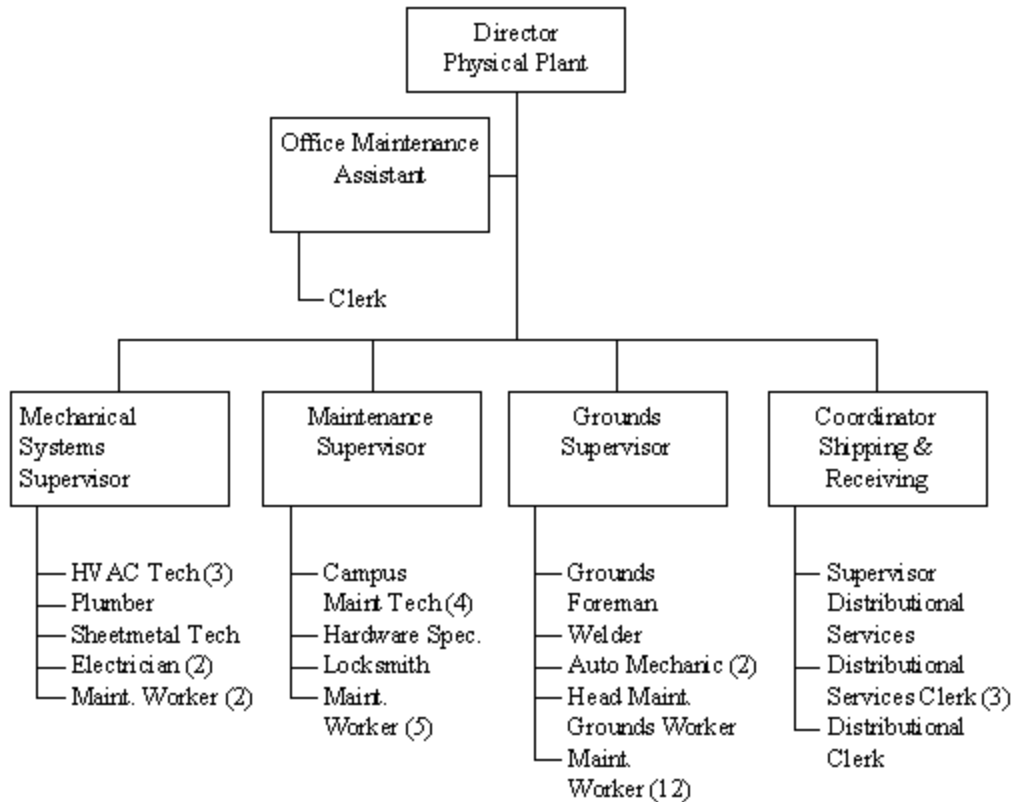 Director
Physical Plant
Office Maintenance
Assistant
Clerk
Mechanical
Systems
Supervisor
HVAC Tech (3)
Plumber
Sheetmetal Tech
Electrician (2)
Maint. Worker (2)
Maintenance
Supervisor
Campus
Maint Tech (4)
Hardware Spec.
Locksmith
Maint.
Worker (5)
Grounds
Supervisor
Grounds
Foreman
Welder
Auto Mechanic (2)
Head Maint.
Grounds Worker
Maint.
Worker (12)
Coordinator
Shipping &
Receiving
Supervisor
Distributional
Services
Distributional
Services Clerk (3)
Distributional
Clerk